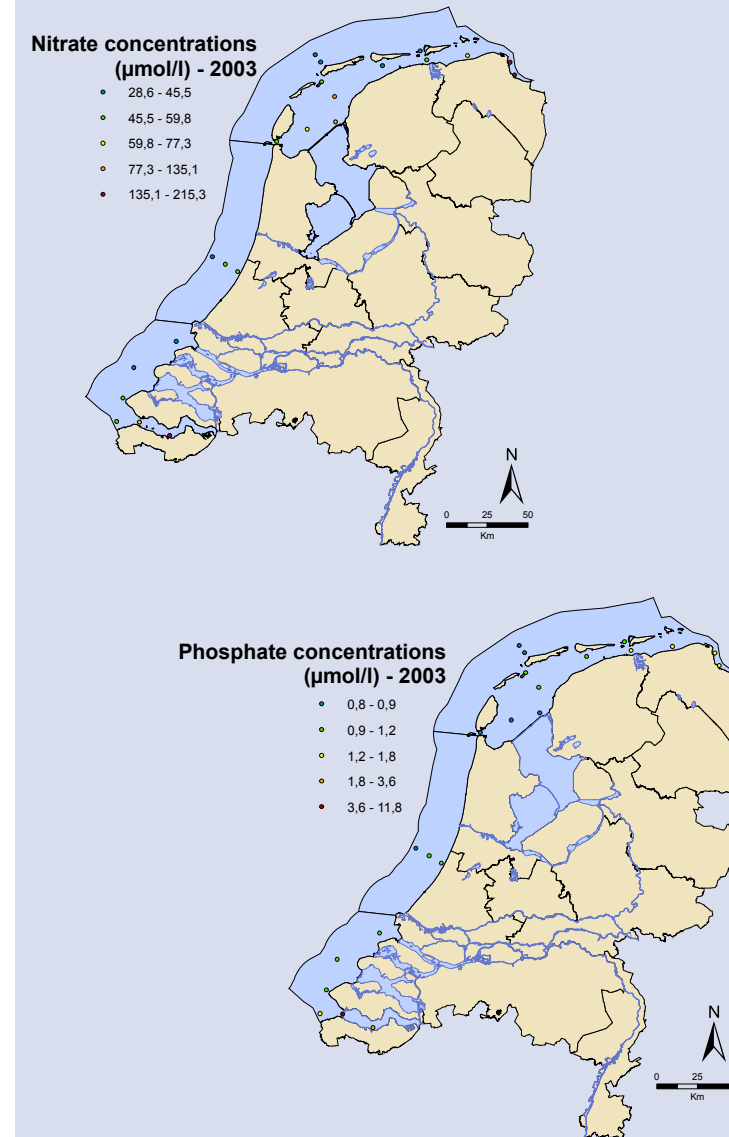 Nitrate concentrations
(µmol/l) - 2003
28,6 - 45,5
45,5 - 59,8
59,8 - 77,3
77,3 - 135,1
135,1 - 215,3
N
0 25 50
Km
Phosphate concentrations
(µmol/l) - 2003
0,8 - 0,9
0,9 - 1,2
1,2 - 1,8
1,8 - 3,6
3,6 - 11,8
N
0 25
Km